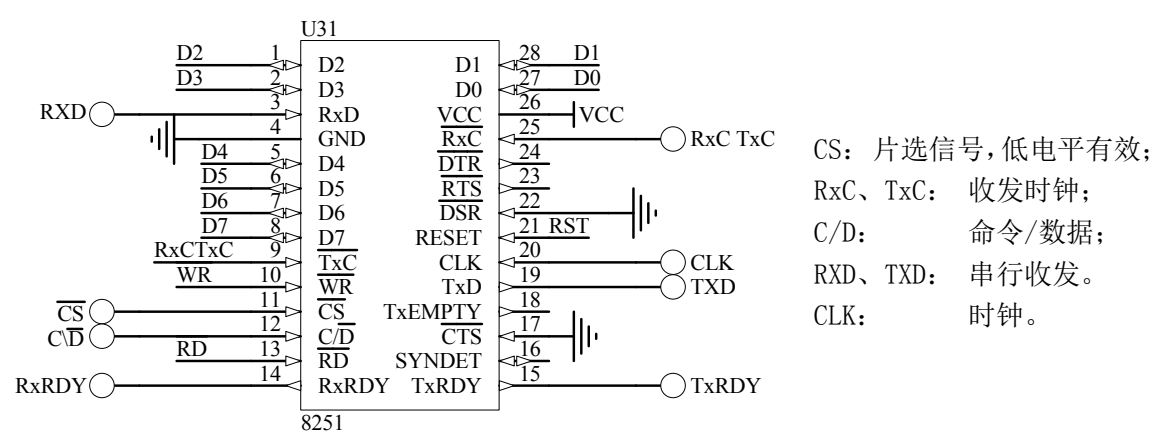 U31
D2 1 D2 D1 28 D1
D3 2 D3 D0 27 D0
RXD 3 RxD VCC 26 VCC
4 GND RxC 25 RxC TxC
D4 5 D4 DTR 24
D5 6 D5 RTS 23
D6 7 D6 DSR 22
D7 8 D7 RESET 21 RST
RxCTxC 9 TxC CLK 20 CLK
WR 10 WR TxD 19 TXD
CS 11 CS TxEMPTY 18
C\D 12 C/D CTS 17
RD 13 RD SYNDET 16
RxRDY 14 RxRDY TxRDY 15 TxRDY
8251
CS: 片选信号,低电平有效;
RxC、TxC: 收发时钟;
C/D: 命令/数据;
RXD、TXD: 串行收发。
CLK: 时钟。